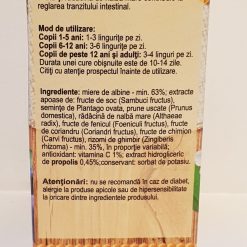 reglarea tranzitului intestinal.
Mod de utilizare:
Copii 1-5 ani: 1-3 lingurițe pe zi.
Copii 6-12 ani: 3-6 lingurițe pe zi.
Copii de peste 12 ani și adulți: 3-4 linguri pe zi.
Durata unei cure obișnuite este de 10-14 zile.
Citiți cu atenție prospectul înainte de utilizare.
Ingrediente: miere de albine - min. 63%; extracte
apoase de: fructe de soc (Sambuci fructus),
semințe de Plantago ovata, prune uscate (Prunus
domestica), rădăcină de nalbă mare (Althaeae
radix), fructe de fenicul (Foeniculi fructus), fructe
de coriandru (Coriandri fructus), fructe de chimion
(Carvi fructus), rizomi de ghimbir (Zingiberis
rhizoma) - min. 35%, în proporție variabilă;
antioxidant: vitamina C 1%; extract hidrogliceric
de propolis 0,45%;conservant: sorbat de potasiu.
Atenționări: nu se recomandă în caz de diabet,
alergie la produse apicole sau de hipersensibilitate
la oricare dintre ingredientele produsului.